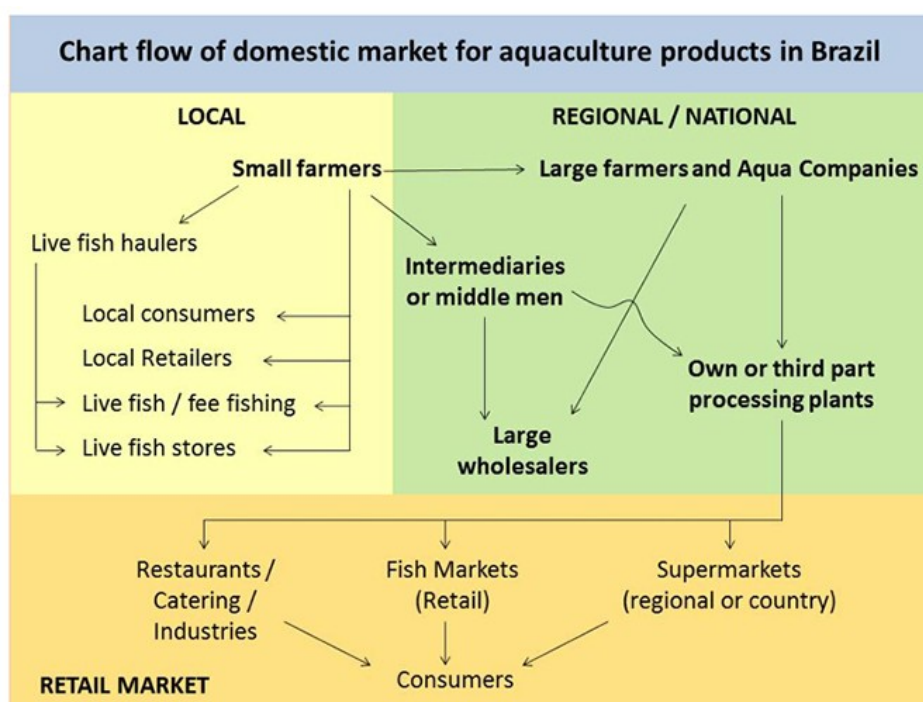 Chart flow of domestic market for aquaculture products in Brazil
LOCAL
REGIONAL / NATIONAL
Small farmers
Large farmers and Aqua Companies
Live fish haulers
Intermediaries
or middle men
Local consumers
Local Retailers
Live fish / fee fishing
Live fish stores
Own or third part
processing plants
Large
wholesalers
Restaurants /
Catering /
Industries
Fish Markets
(Retail)
Supermarkets
(regional or country)
Consumers
RETAIL MARKET